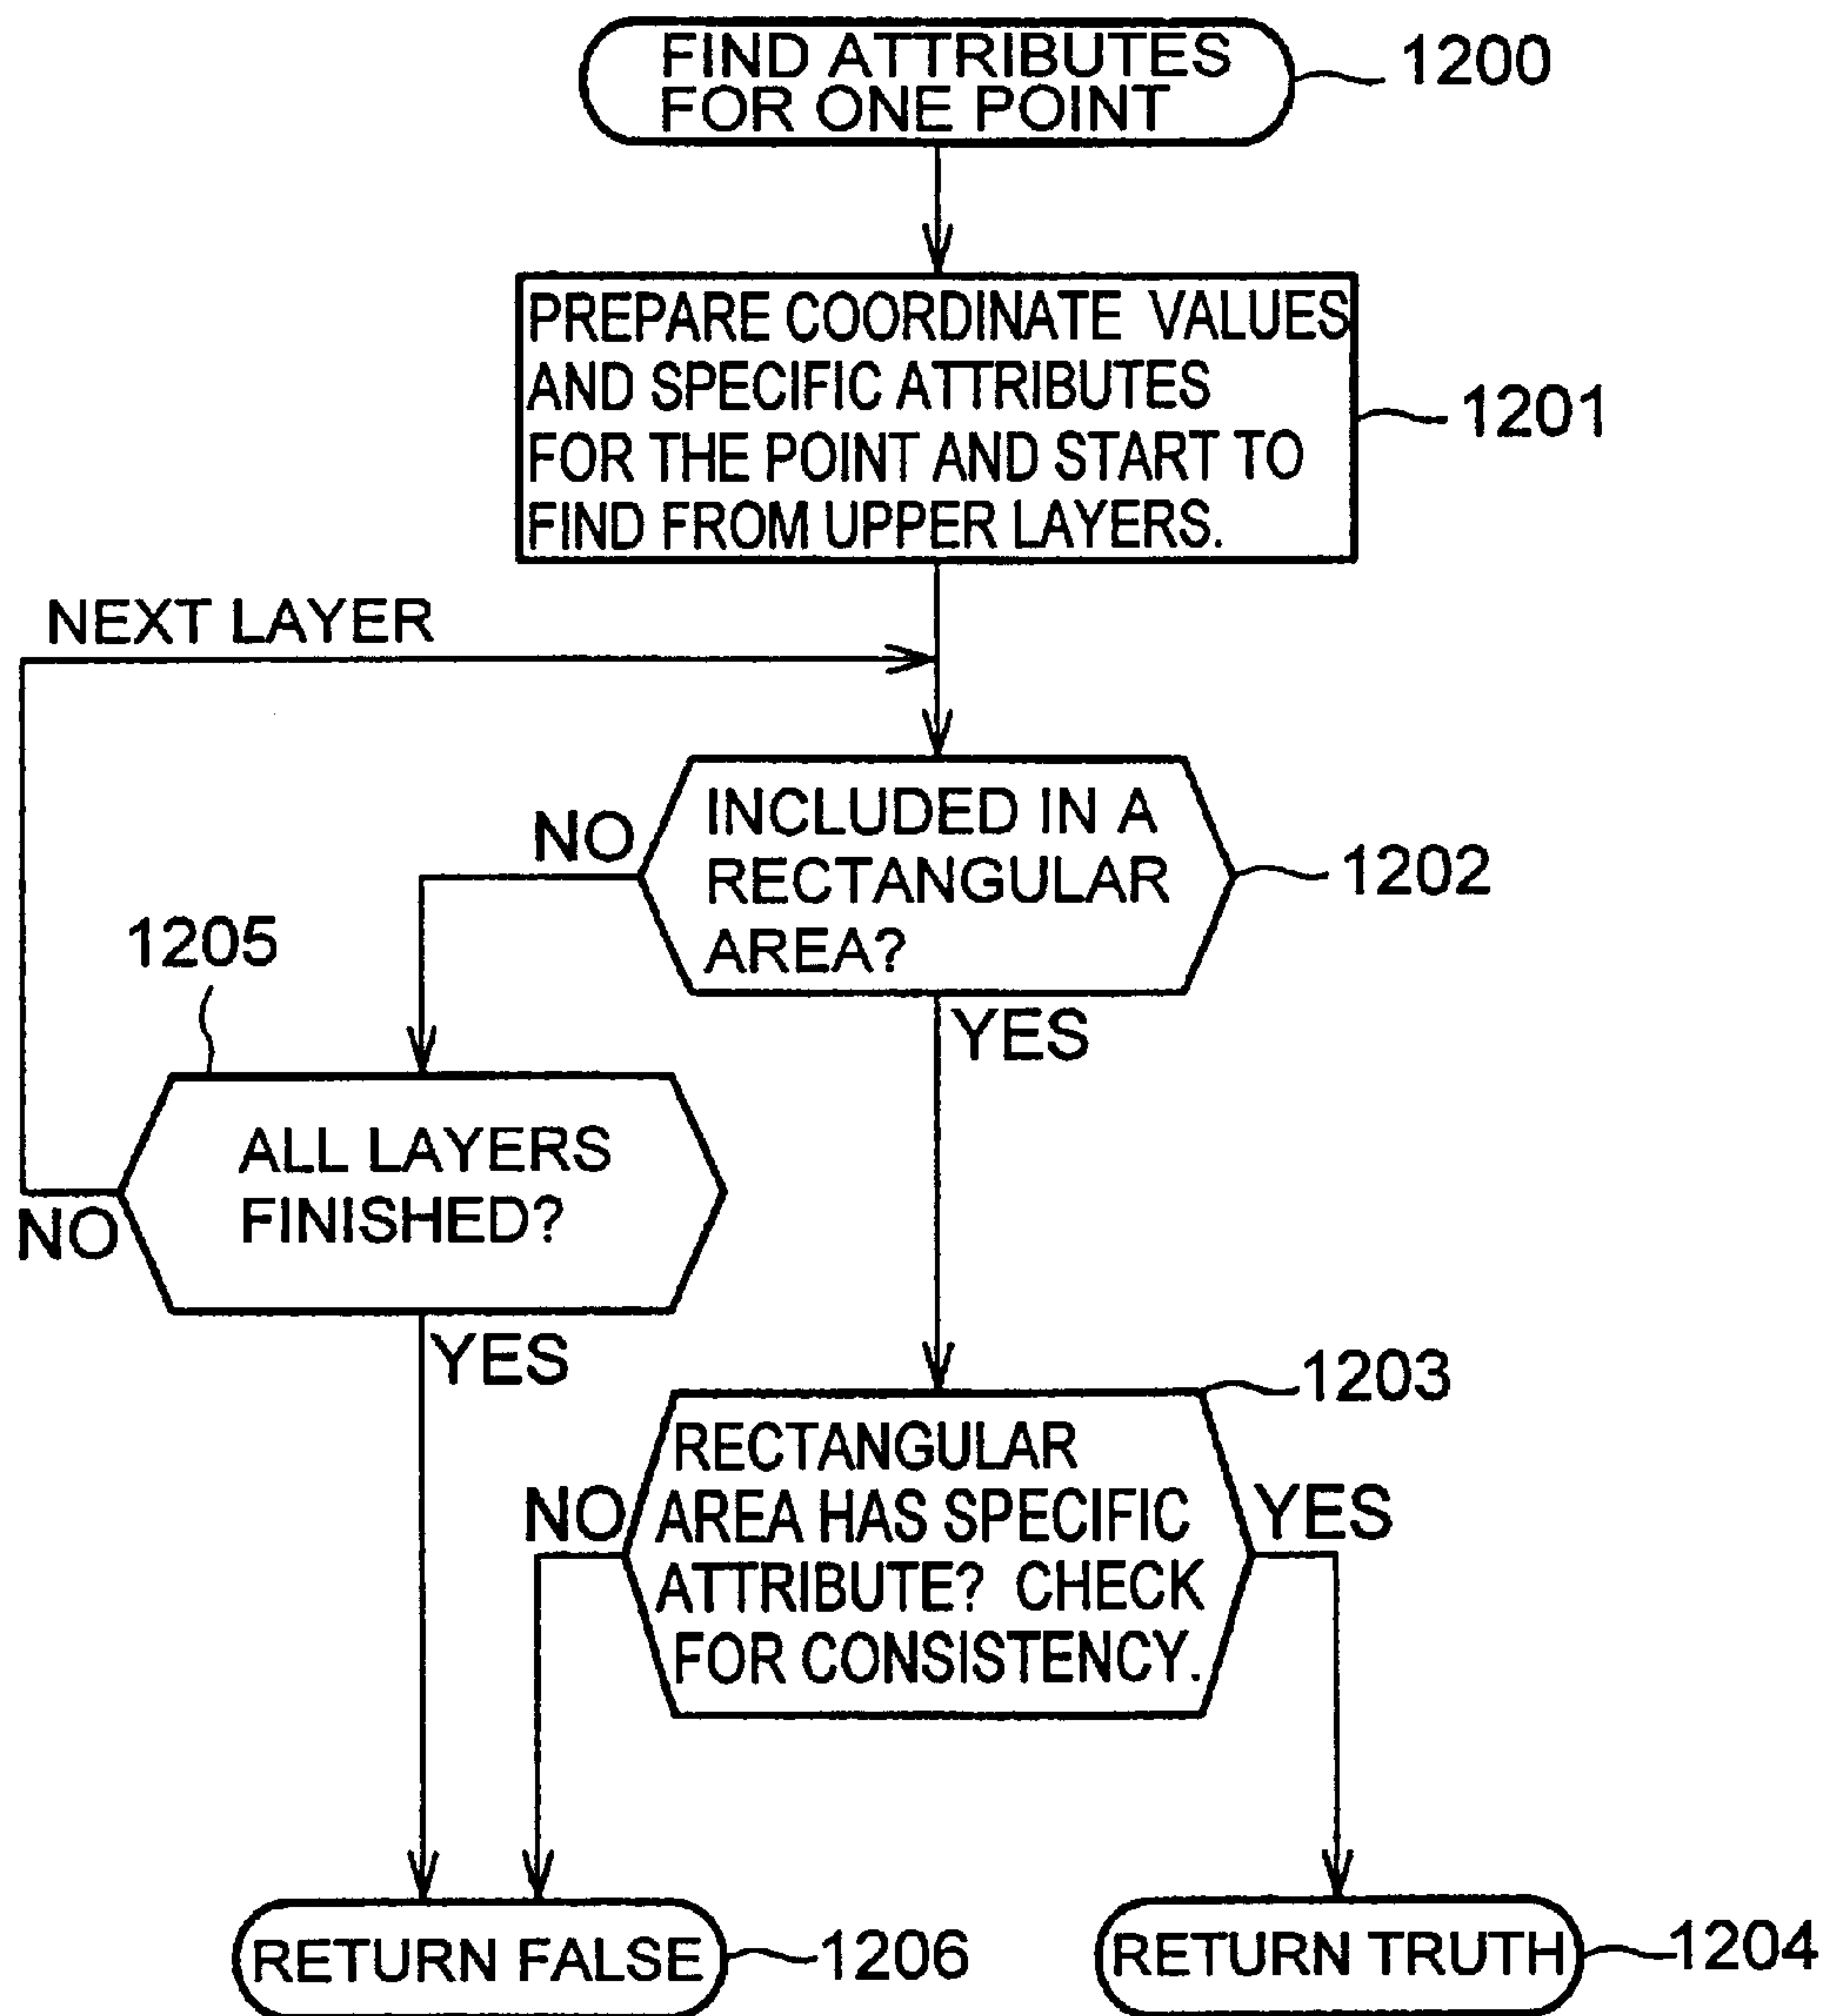 FIND ATTRIBUTES
FOR ONE POINT
1200
PREPARE COORDINATE VALUES
AND SPECIFIC ATTRIBUTES
FOR THE POINT AND START TO
FIND FROM UPPER LAYERS.
1201
NEXT LAYER
INCLUDED IN A
RECTANGULAR
AREA?
NO
1202
YES
1205
ALL LAYERS
FINISHED?
NO
YES
1203
RECTANGULAR
AREA HAS SPECIFIC
ATTRIBUTE? CHECK
FOR CONSISTENCY.
NO
YES
RETURN FALSE
1206
RETURN TRUTH
1204